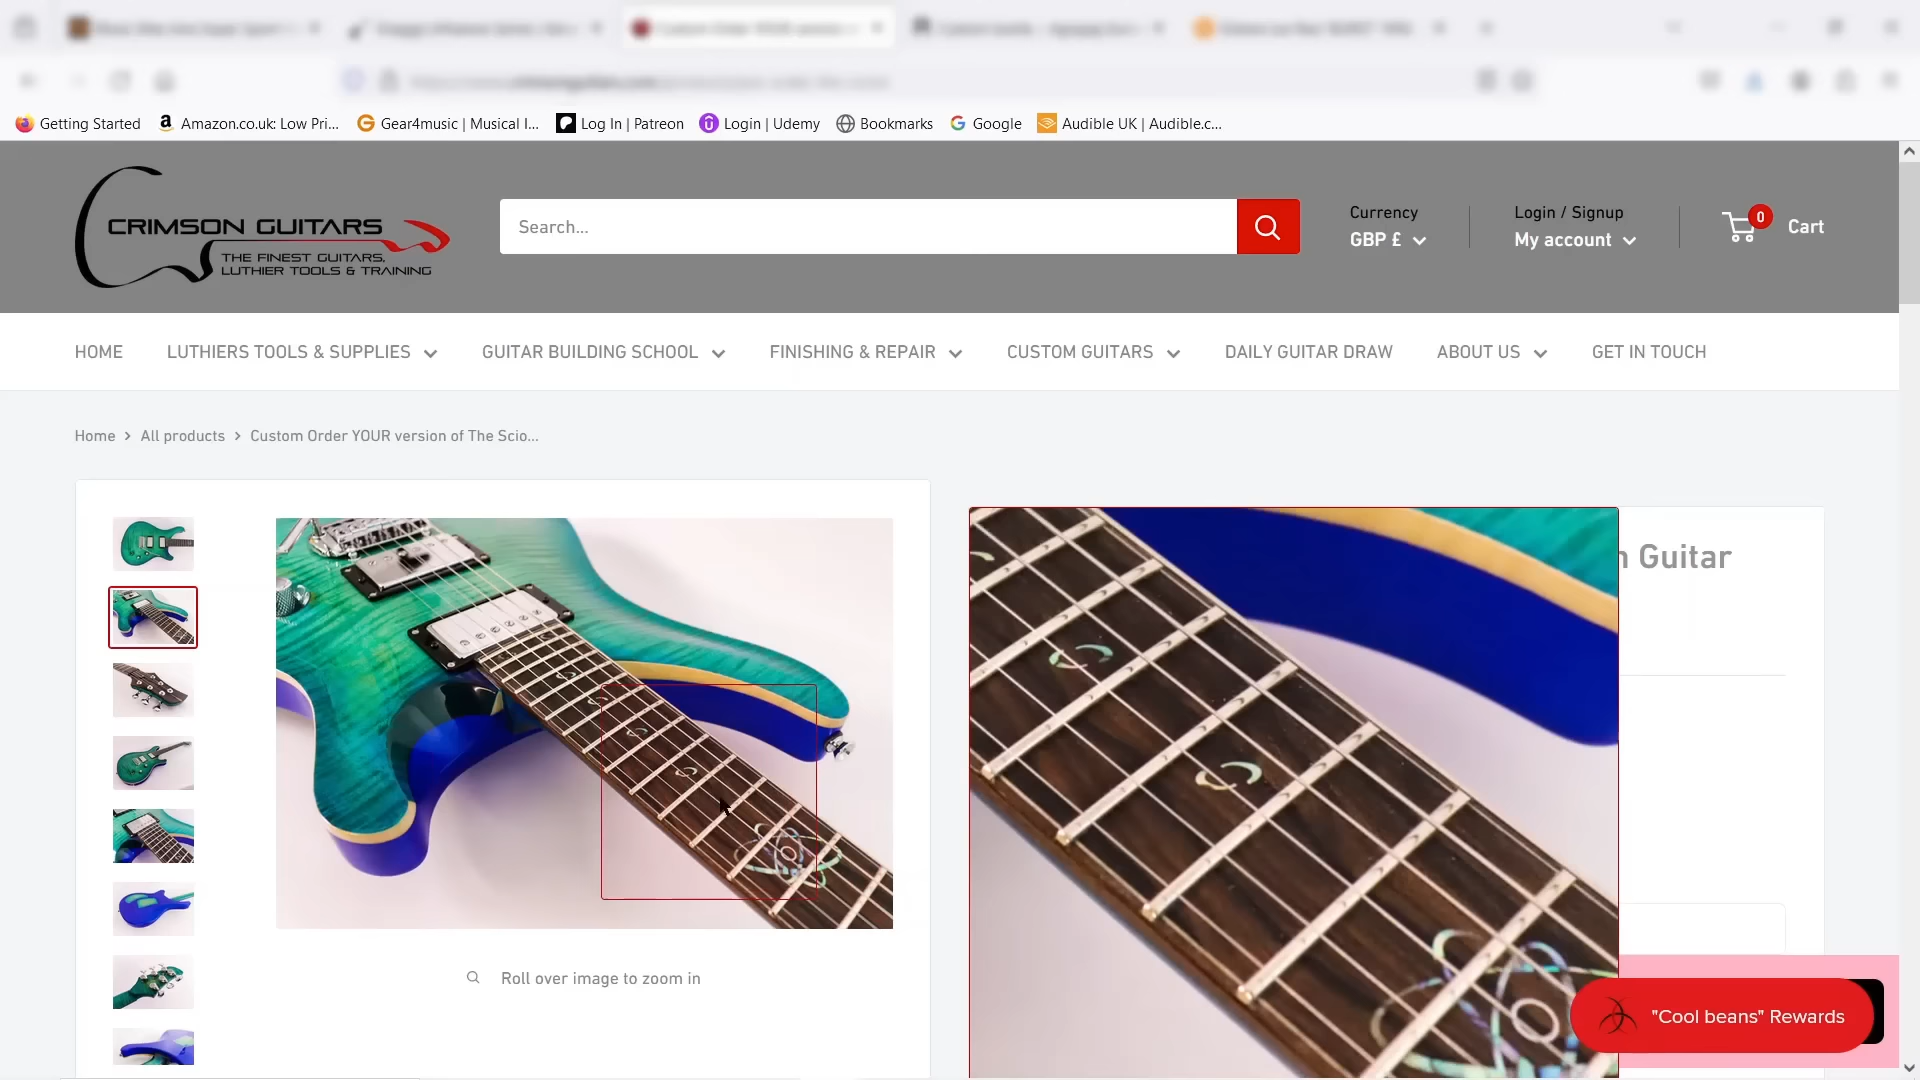 Getting Started
Amazon.co.uk: Low Pri...
Gear4music | Musical I...
Log In | Patreon
Login | Udemy
Bookmarks
Google
Audible UK | Audible.c...
CRIMSON GUITARS
THE FINEST GUITARS,
LUTHIER TOOLS & TRAINING
Search...
Currency
GBP £
Login / Signup
My account
0
Cart
HOME
LUTHIERS TOOLS & SUPPLIES
GUITAR BUILDING SCHOOL
FINISHING & REPAIR
CUSTOM GUITARS
DAILY GUITAR DRAW
ABOUT US
GET IN TOUCH
Home > All products > Custom Order YOUR version of The Scio...
Guitar
Roll over image to zoom in
"Cool beans" Rewards